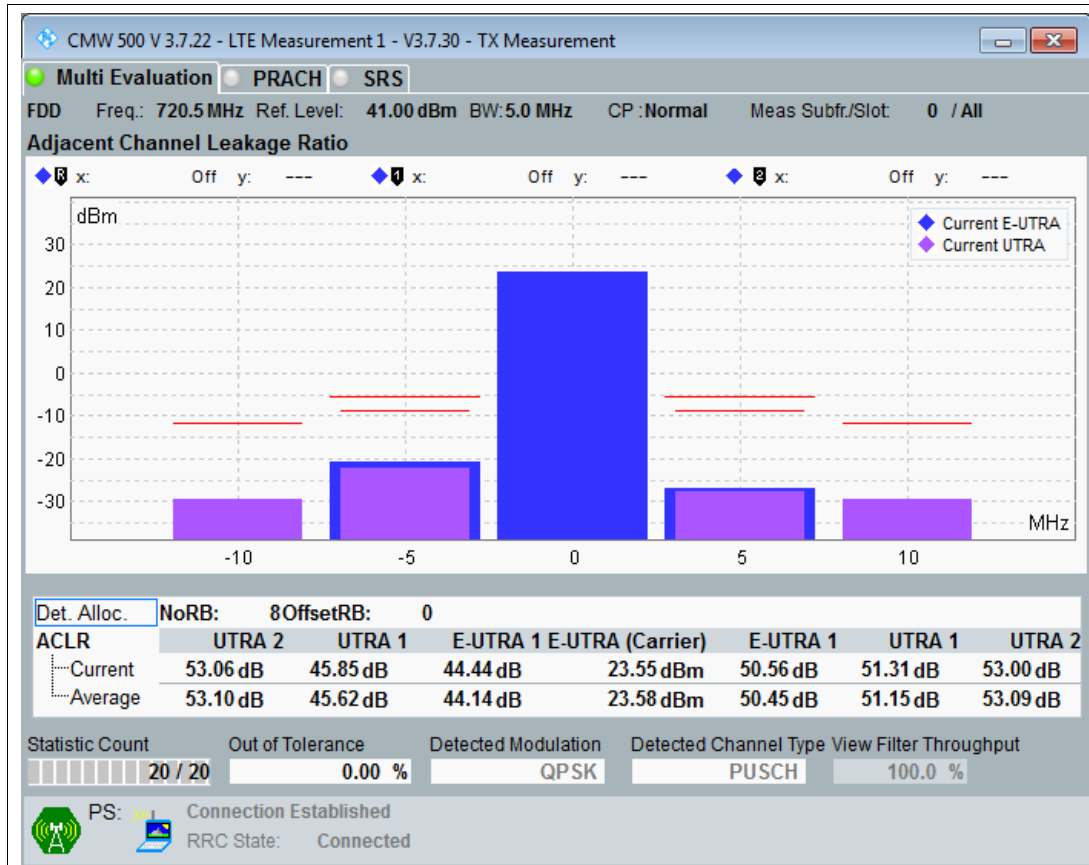 CMW 500 V 3.7.22 - LTE Measurement 1 - V3.7.30 - TX Measurement
Multi Evaluation PRACH SRS
FDD Freq.: 720.5 MHz Ref. Level: 41.00 dBm BW: 5.0 MHz CP : Normal Meas Subfr./Slot: 0 / All
Adjacent Channel Leakage Ratio
R x: Off y: --- 1 x: Off y: --- 2 x: Off y: ---
dBm
Current E-UTRA
Current UTRA
30
20
10
0
-10
-20
-30
MHz
-10 -5 0 5 10
Det. Alloc. NoRB: 8 OffsetRB: 0
ACLR UTRA 2 UTRA 1 E-UTRA 1 E-UTRA (Carrier) E-UTRA 1 UTRA 1 UTRA 2
Current 53.06 dB 45.85 dB 44.44 dB 23.55 dBm 50.56 dB 51.31 dB 53.00 dB
Average 53.10 dB 45.62 dB 44.14 dB 23.58 dBm 50.45 dB 51.15 dB 53.09 dB
Statistic Count Out of Tolerance Detected Modulation Detected Channel Type View Filter Throughput
20 / 20 0.00 % QPSK PUSCH 100.0 %
PS: Connection Established
RRC State: Connected